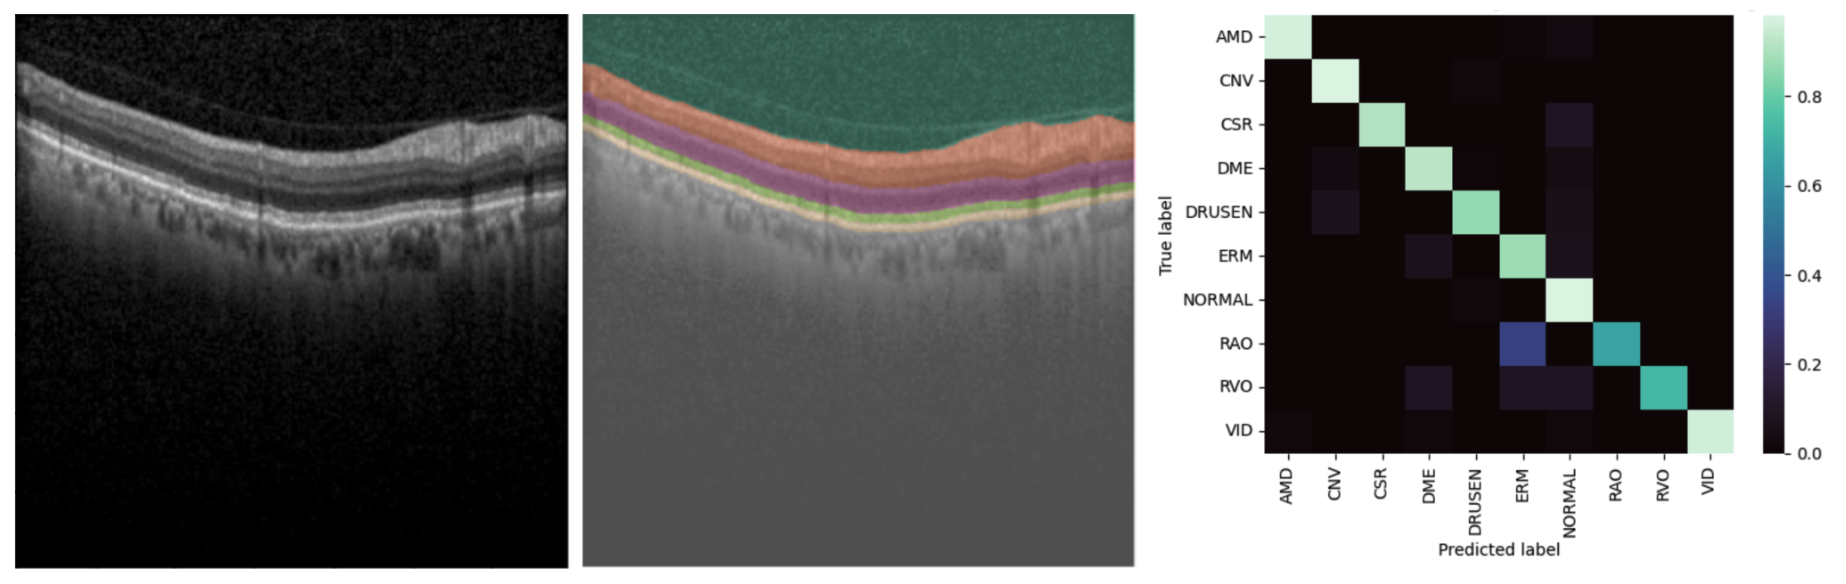 AMD
CNV
CSR
DME
DRUSEN
ERM
NORMAL
RAO
RVO
VID
True label
AMD
CNV
CSR
DME
DRUSEN
ERM
NORMAL
RAO
RVO
VID
Predicted label
0.8
0.6
0.4
0.2
0.0